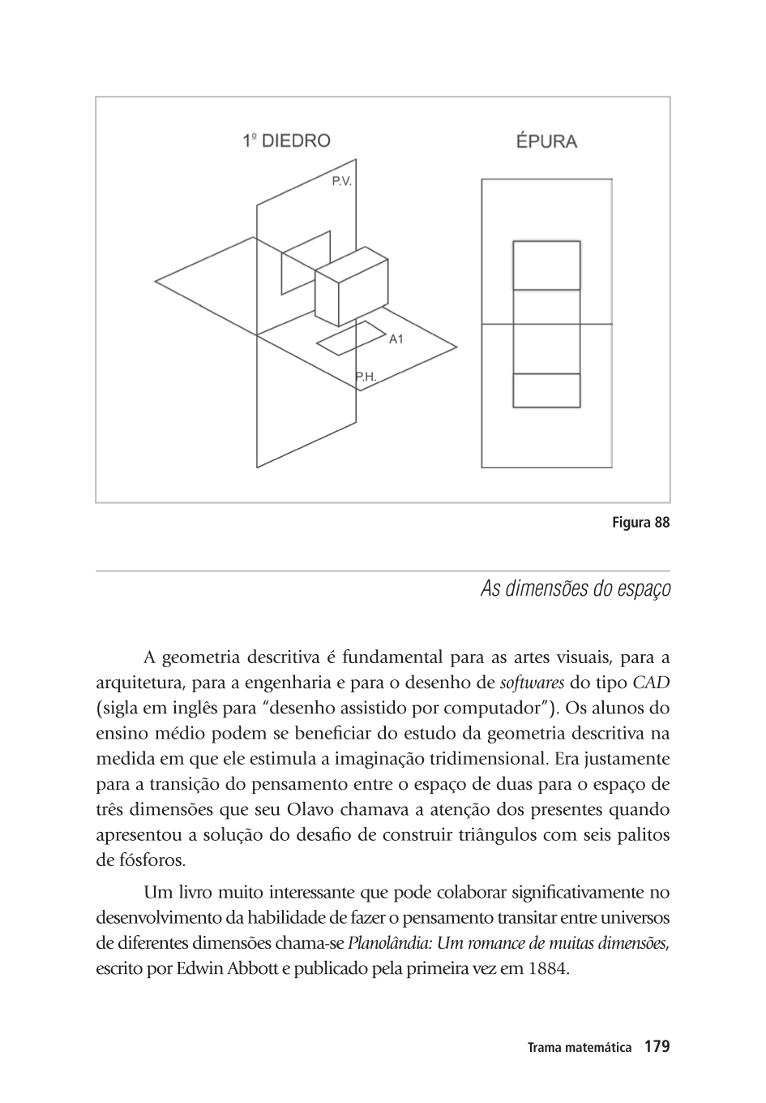 1º DIEDRO
ÉPURA
P.V.
A1
P.H.
Figura 88
As dimensões do espaço
A geometria descritiva é fundamental para as artes visuais, para a
arquitetura, para a engenharia e para o desenho de softwares do tipo CAD
(sigla em inglês para “desenho assistido por computador”). Os alunos do
ensino médio podem se beneficiar do estudo da geometria descritiva na
medida em que ele estimula a imaginação tridimensional. Era justamente
para a transição do pensamento entre o espaço de duas para o espaço de
três dimensões que seu Olavo chamava a atenção dos presentes quando
apresentou a solução do desafio de construir triângulos com seis palitos
de fósforos.
Um livro muito interessante que pode colaborar significativamente no
desenvolvimento da habilidade de fazer o pensamento transitar entre universos
de diferentes dimensões chama-se Planolândia: Um romance de muitas dimensões,
escrito por Edwin Abbott e publicado pela primeira vez em 1884.
Trama matemática 179